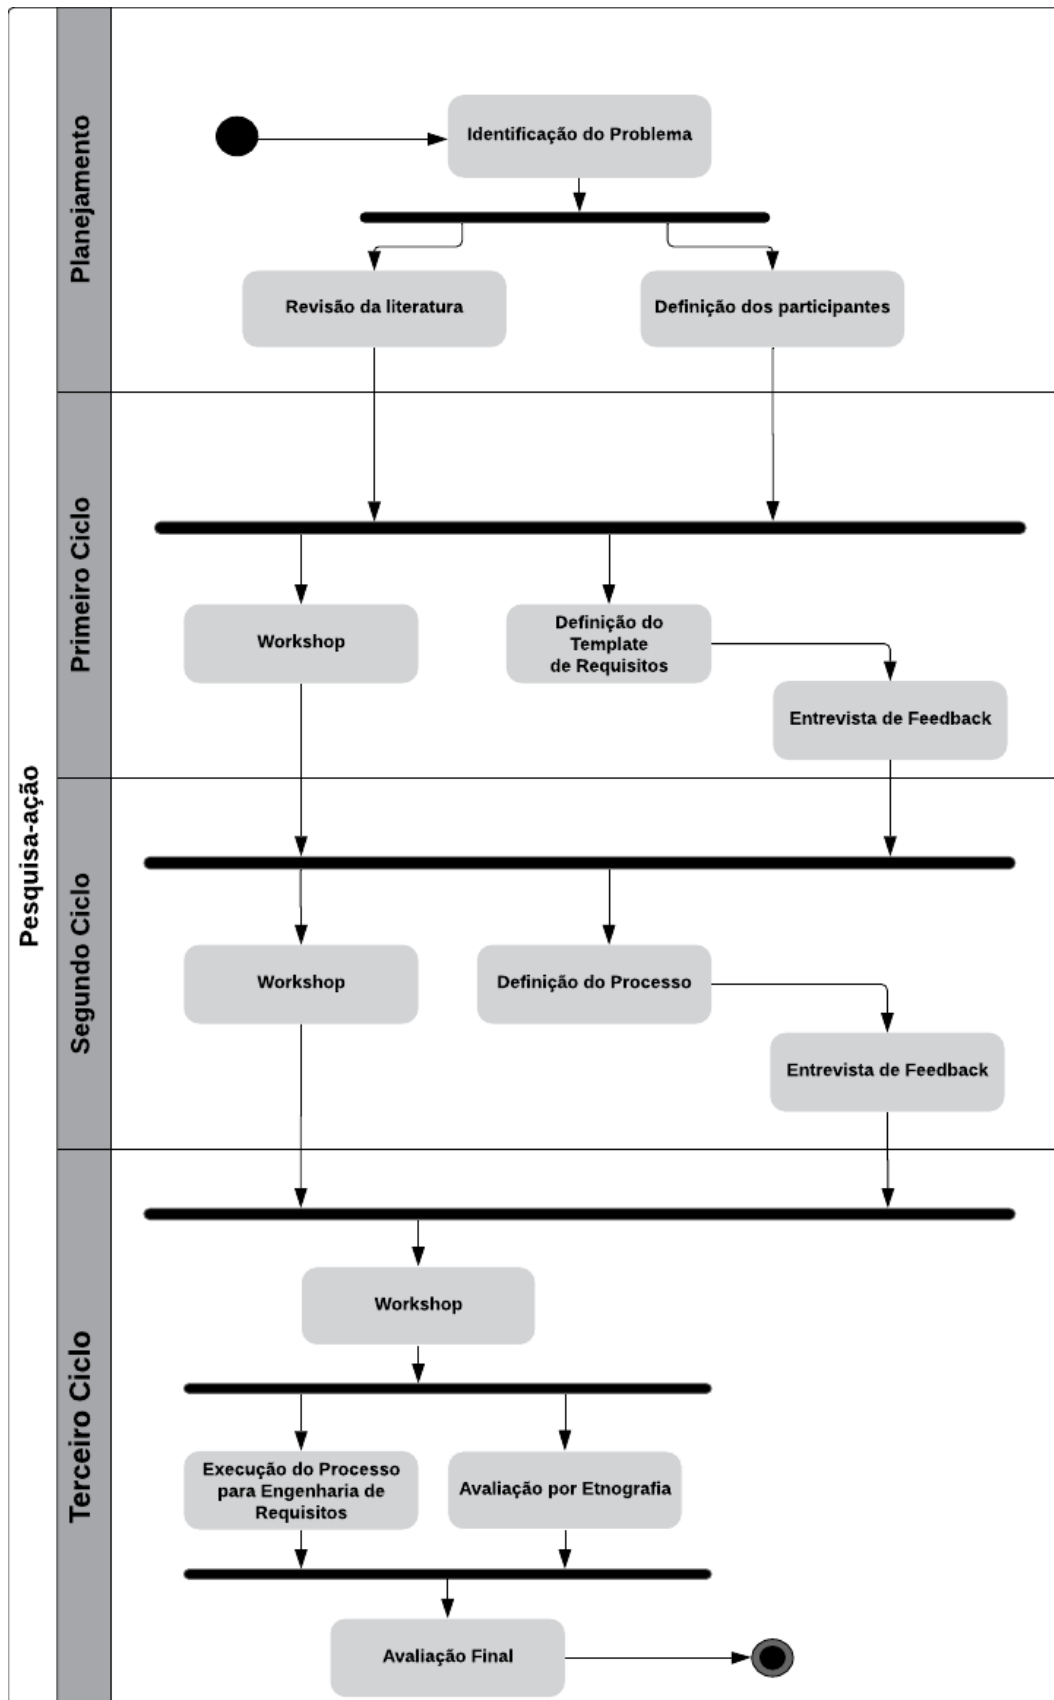 Pesquisa-ação
Planejamento
Identificação do Problema
Revisão da literatura
Definição dos participantes
Primeiro Ciclo
Workshop
Definição do
Template
de Requisitos
Entrevista de Feedback
Segundo Ciclo
Workshop
Definição do Processo
Entrevista de Feedback
Terceiro Ciclo
Workshop
Execução do Processo
para Engenharia de
Requisitos
Avaliação por Etnografia
Avaliação Final